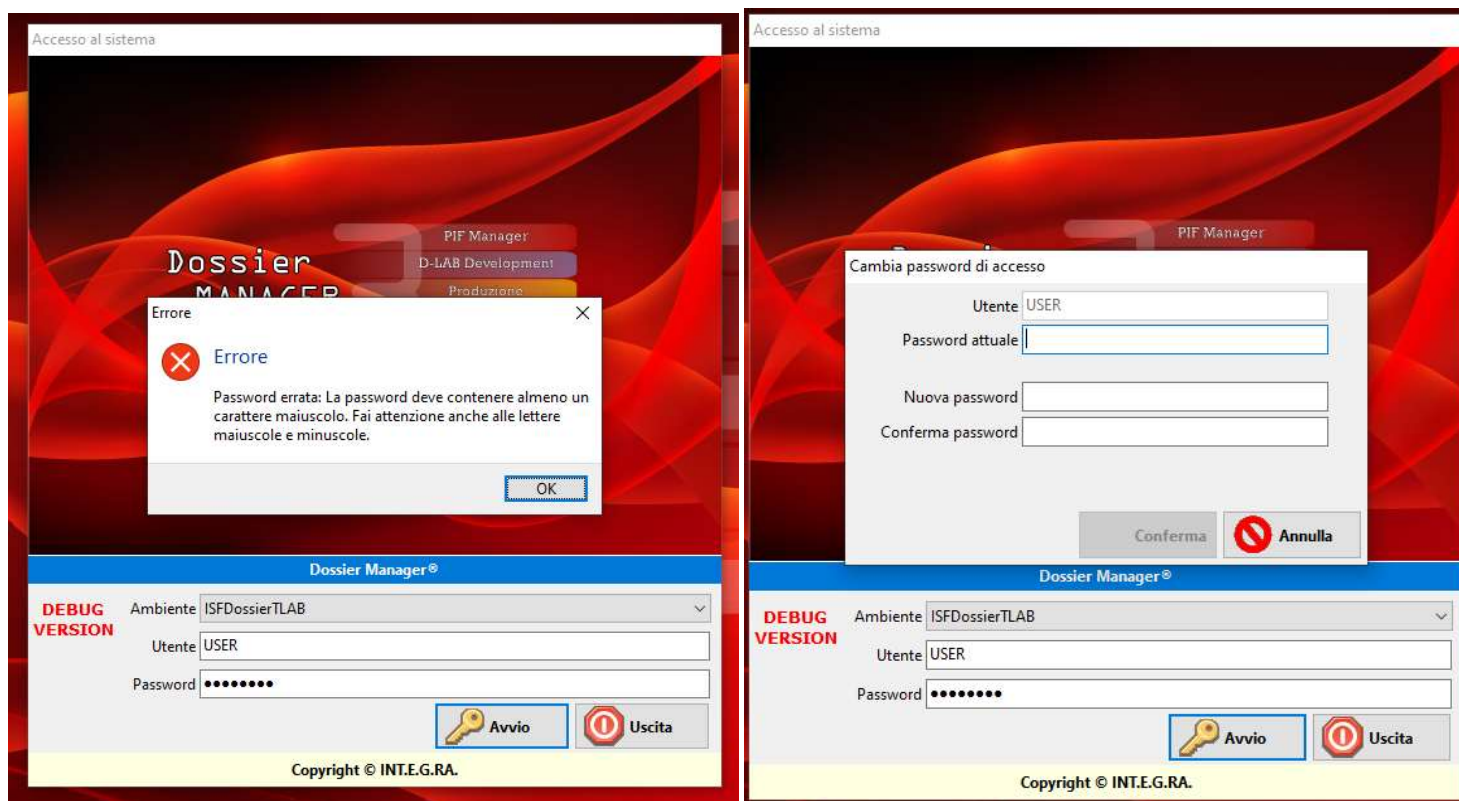 Accesso al sistema
PIF Manager
Dossier
D-LAB Development
MANAGER
Produzione
Errore
Errore
Password errata: La password deve contenere almeno un
carattere maiuscolo. Fai attenzione anche alle lettere
maiuscole e minuscole.
OK
Dossier Manager®
DEBUG
VERSION
Ambiente ISFDossierTLAB
Utente USER
Password ••••••••
Avvio Uscita
Copyright © INT.E.G.RA.
Accesso al sistema
PIF Manager
Cambia password di accesso
Utente USER
Password attuale
Nuova password
Conferma password
Conferma Annulla
Dossier Manager®
DEBUG
VERSION
Ambiente ISFDossierTLAB
Utente USER
Password ••••••••
Avvio Uscita
Copyright © INT.E.G.RA.